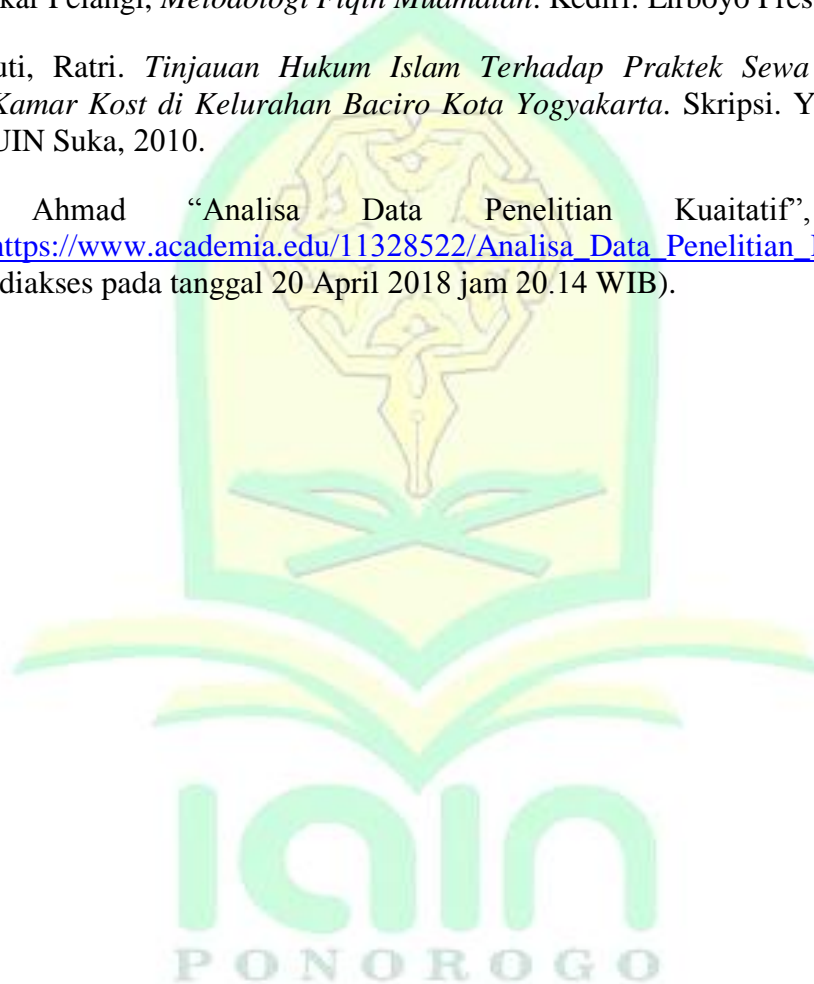 Pelangi, Metodologi Fiqih Muamalah. Kediri: Lirboyo Pres
Ratri. Tinjauan Hukum Islam Terhadap Praktek Sewa
Kamar Kost di Kelurahan Baciro Kota Yogyakarta. Skripsi. Y
UIN Suka, 2010.
Ahmad “Analisa Data Penelitian Kuaitatif”,
https://www.academia.edu/11328522/Analisa_Data_Penelitian_
diakses pada tanggal 20 April 2018 jam 20.14 WIB).
iain
PONOROGO